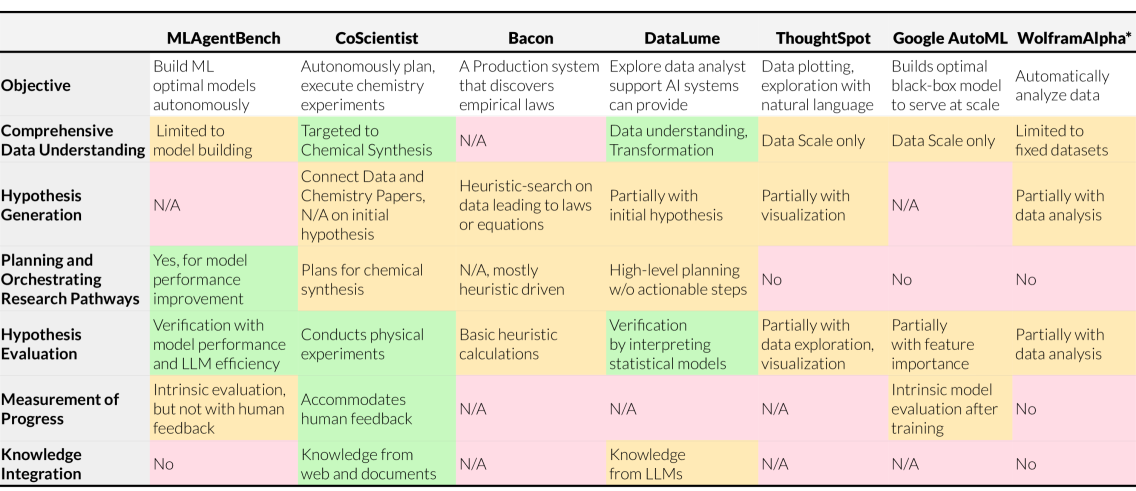 MLAgentBench CoScientist Bacon DataLume ThoughtSpot Google AutoML WolframAlpha*
Objective
Build ML
optimal models
autonomously
Autonomously plan,
execute chemistry
experiments
A Production system
that discovers
empirical laws
Explore data analyst
support AI systems
can provide
Data plotting,
exploration with
natural language
Builds optimal
black-box model
to serve at scale
Automatically
analyze data
Comprehensive
Data Understanding
Limited to
model building
Targeted to
Chemical Synthesis
N/A
Data understanding,
Transformation
Data Scale only
Data Scale only
Limited to
fixed datasets
Hypothesis
Generation
N/A
Connect Data and
Chemistry Papers,
N/A on initial
hypothesis
Heuristic-search on
data leading to laws
or equations
Partially with
initial hypothesis
Partially with
visualization
N/A
Partially with
data analysis
Planning and
Orchestrating
Research Pathways
Yes, for model
performance
improvement
Plans for chemical
synthesis
N/A, mostly
heuristic driven
High-level planning
w/o actionable steps
No
No
No
Hypothesis
Evaluation
Verification with
model performance
and LLM efficiency
Conducts physical
experiments
Basic heuristic
calculations
Verification
by interpreting
statistical models
Partially with
data exploration,
visualization
Partially
with feature
importance
Partially with
data analysis
Measurement of
Progress
Intrinsic evaluation,
but not with human
feedback
Accommodates
human feedback
N/A
N/A
N/A
Intrinsic model
evaluation after
training
No
Knowledge
Integration
No
Knowledge from
web and documents
N/A
Knowledge
from LLMs
N/A
N/A
No